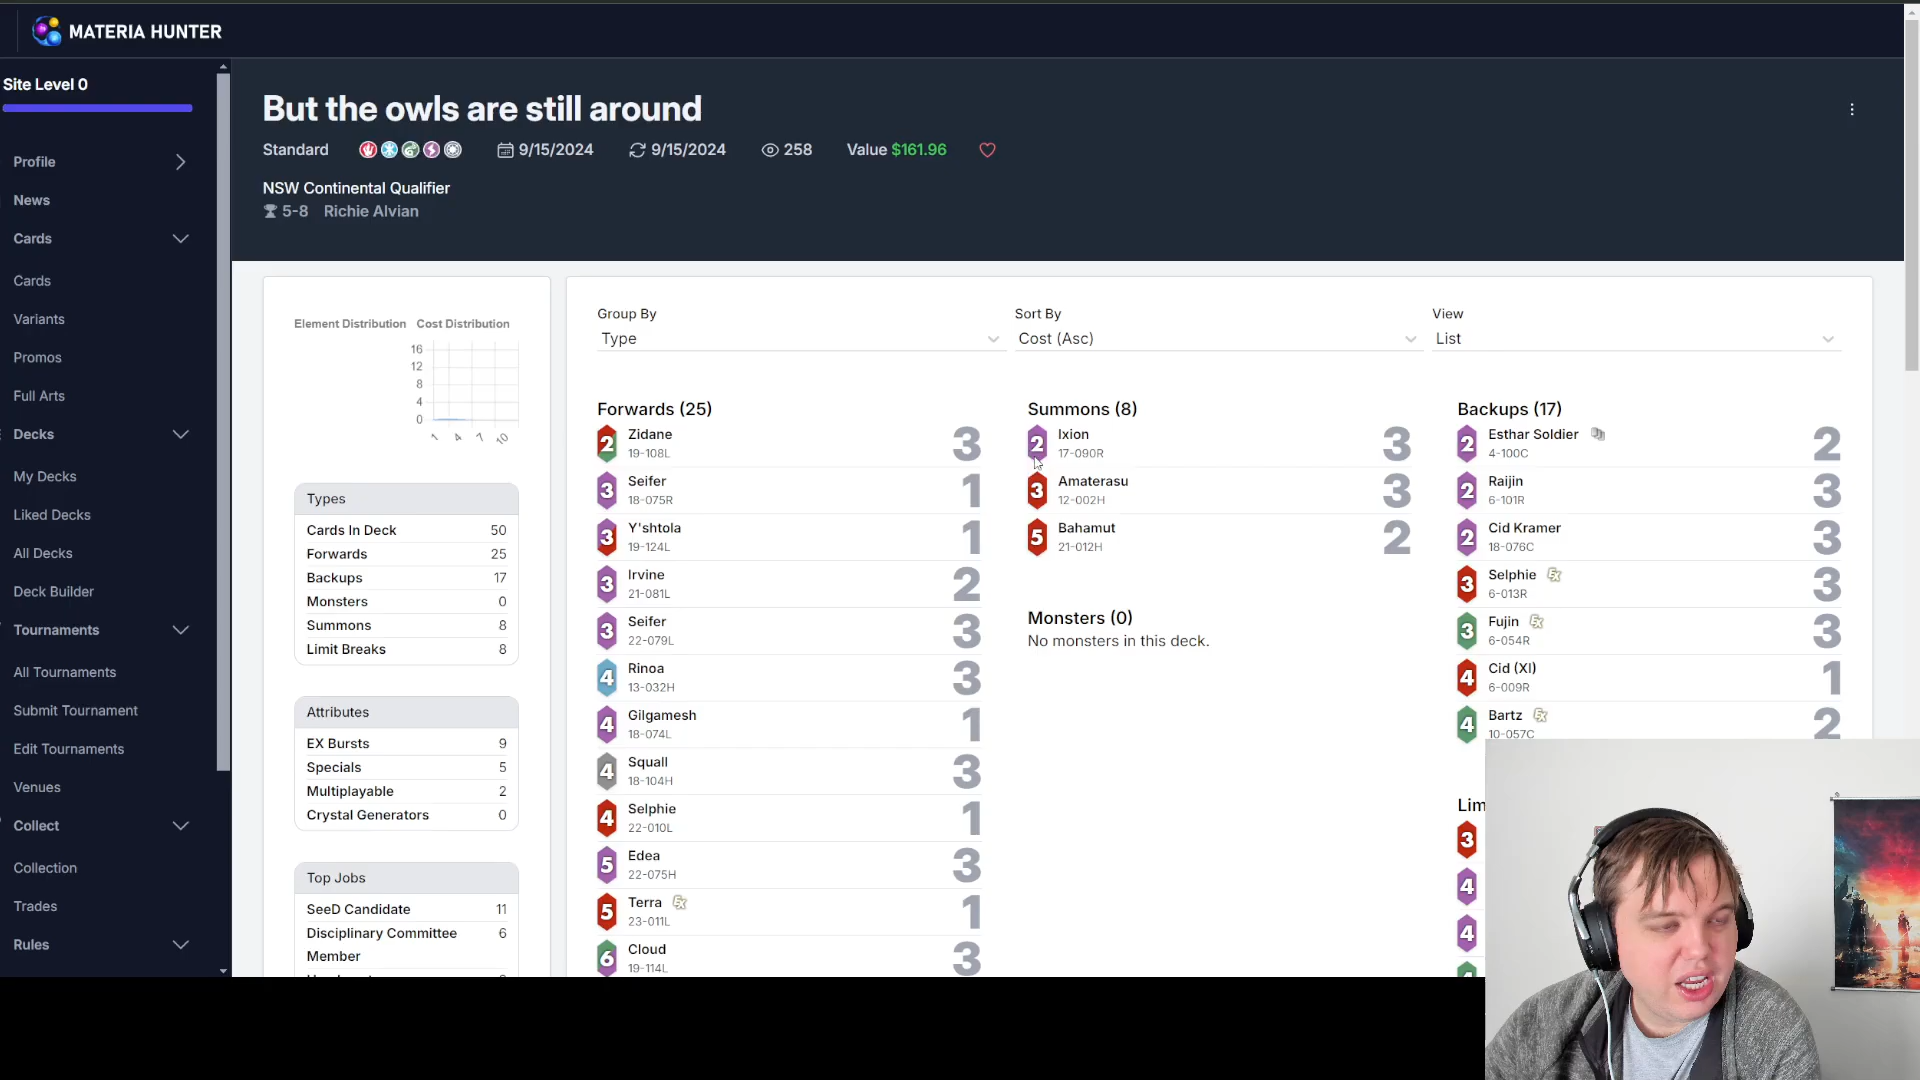 MATERIA HUNTER
Site Level 0
Profile
News
Cards
Cards
Variants
Promos
Full Arts
Decks
My Decks
Liked Decks
All Decks
Deck Builder
Tournaments
All Tournaments
Submit Tournament
Edit Tournaments
Venues
Collect
Collection
Trades
Rules
But the owls are still around
Standard 9/15/2024 9/15/2024 258 Value $161.96
NSW Continental Qualifier
5-8 Richie Alvian
Element Distribution Cost Distribution
16
12
8
4
0
1 4 7 10
Types
Cards In Deck 50
Forwards 25
Backups 17
Monsters 0
Summons 8
Limit Breaks 8
Attributes
EX Bursts 9
Specials 5
Multiplayable 2
Crystal Generators 0
Top Jobs
SeeD Candidate 11
Disciplinary Committee 6
Member
Group By
Type
Sort By
Cost (Asc)
View
List
Forwards (25)
2 Zidane 3
19-108L
3 Seifer 1
18-075R
3 Y'shtola 1
19-124L
3 Irvine 2
21-081L
3 Seifer 3
22-079L
4 Rinoa 3
13-032H
4 Gilgamesh 1
18-074L
4 Squall 3
18-104H
4 Selphie 1
22-010L
5 Edea 3
22-075H
5 Terra EX 1
23-011L
6 Cloud 3
19-114L
Summons (8)
2 Ixion 3
17-090R
3 Amaterasu 3
12-002H
5 Bahamut 2
21-012H
Monsters (0)
No monsters in this deck.
Backups (17)
2 Esthar Soldier 2
4-100C
2 Raijin 3
6-101R
2 Cid Kramer 3
18-076C
3 Selphie EX 3
6-013R
3 Fujin EX 3
6-054R
4 Cid (XI) 1
6-009R
4 Bartz EX 2
10-057C
Lim
3
4
4